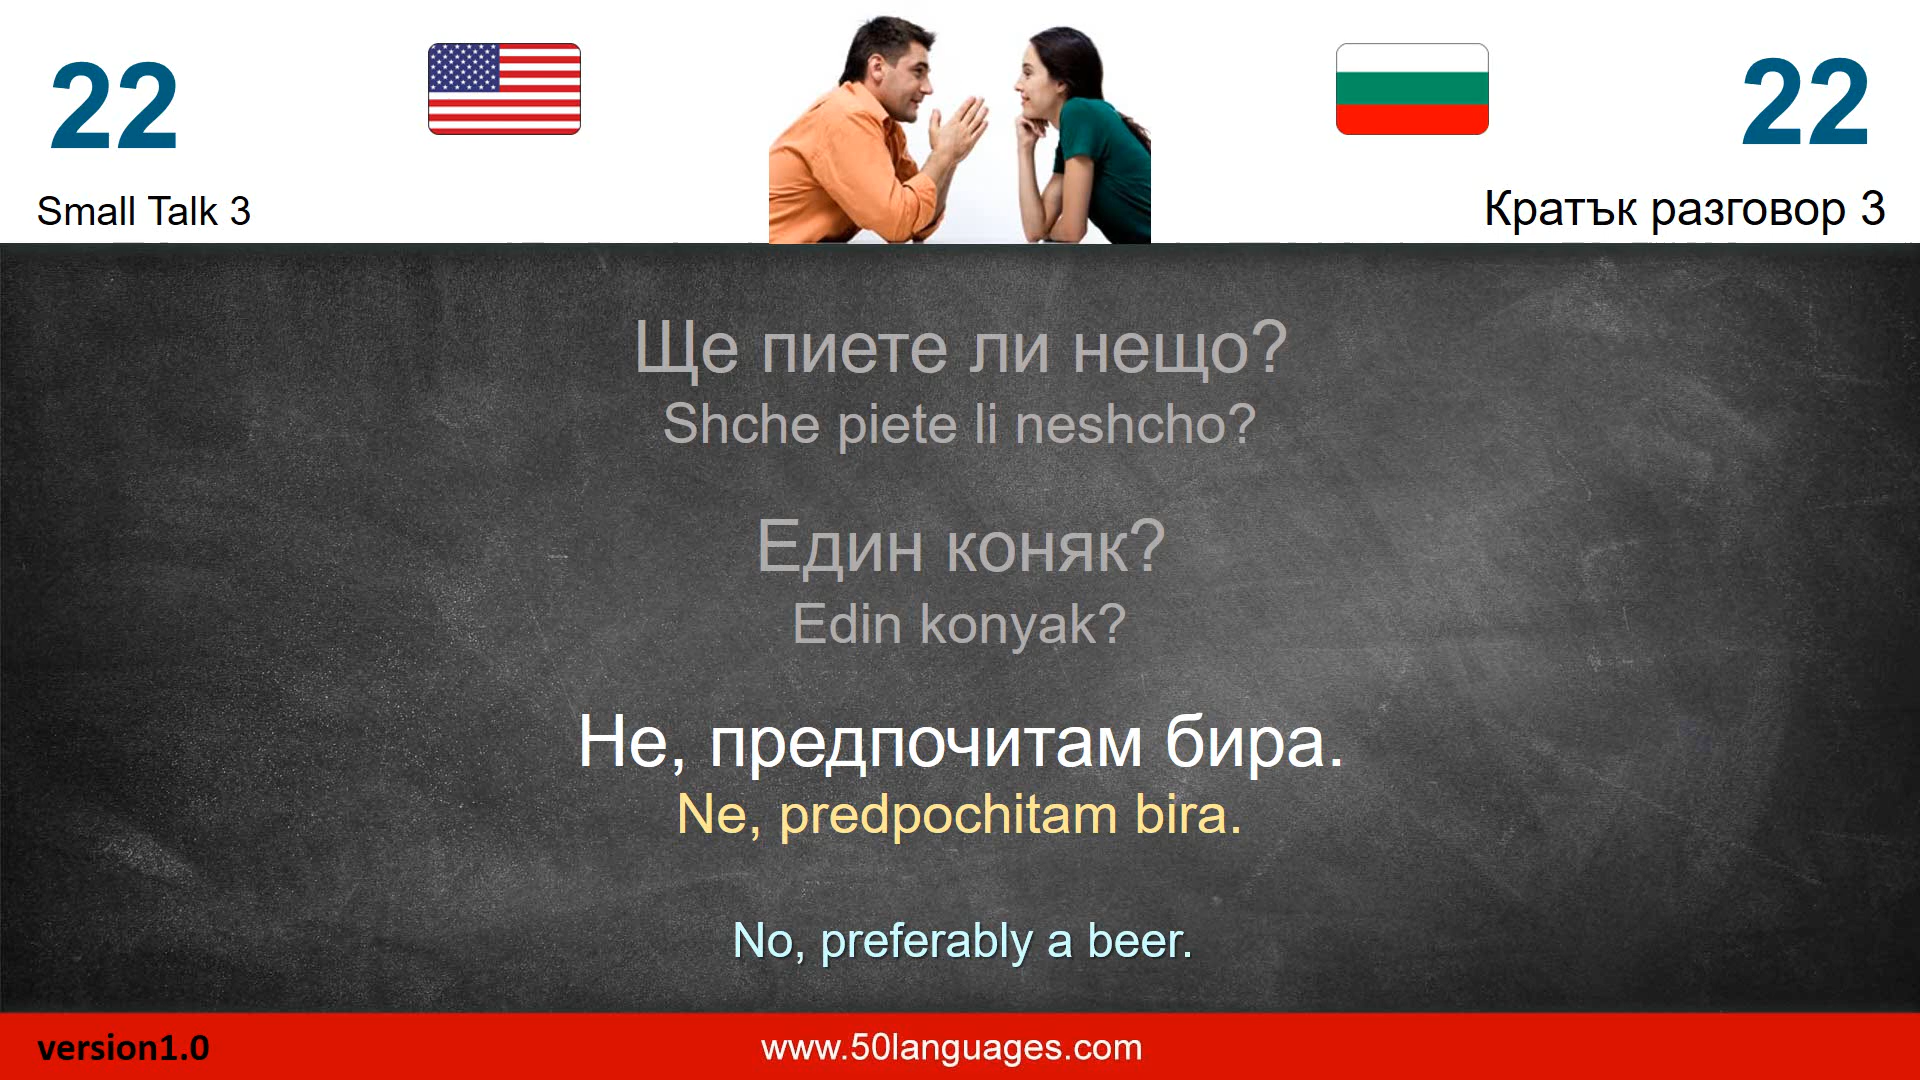 22
22
Small Talk 3
Кратък разговор 3
Ще пиете ли нещо?
Shche piete li neshcho?
Един коняк?
Edin konyak?
Не, предпочитам бира.
Ne, predpochitam bira.
No, preferably a beer.
version1.0
www.50languages.com